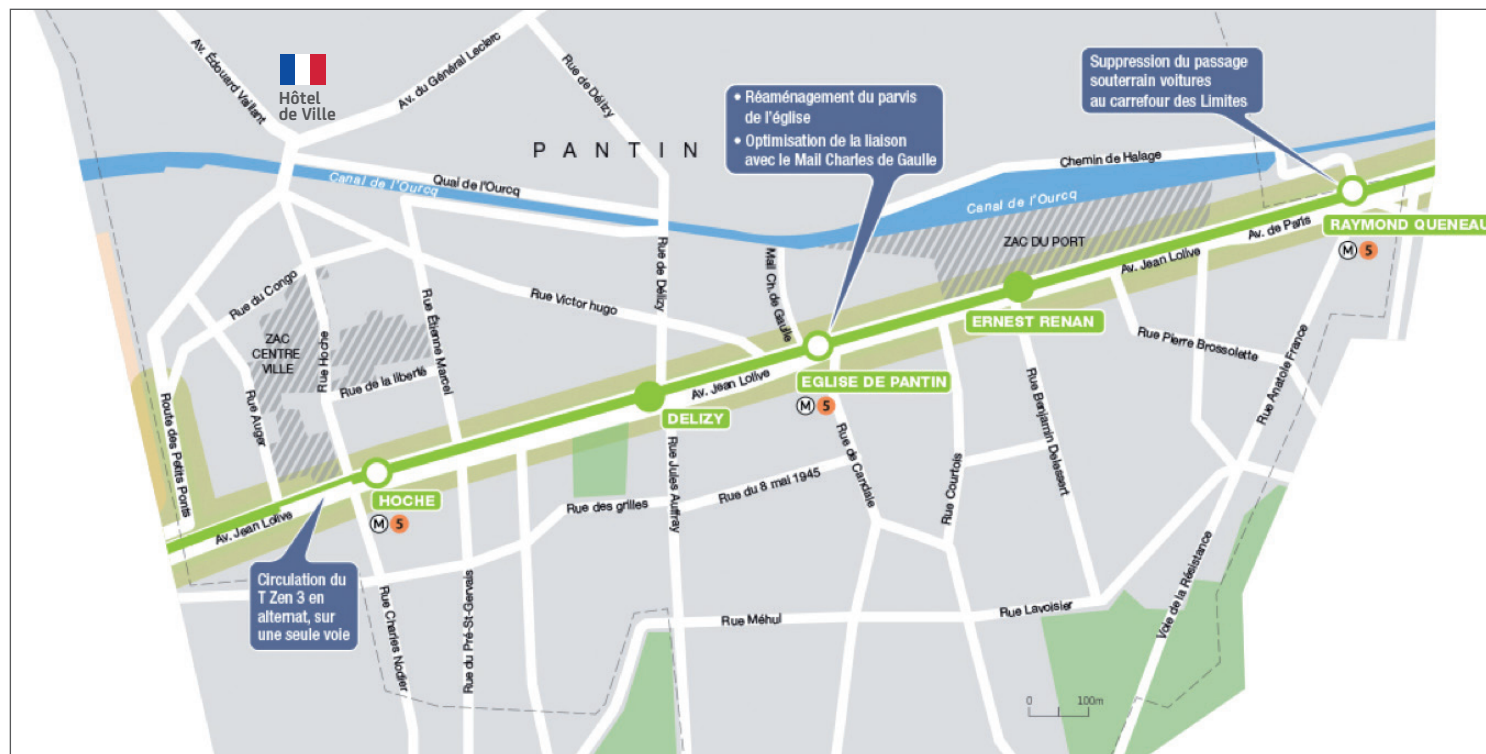 Av. Édouard Vaillant
Hôtel
de Ville
Av. du Général Leclerc
Rue de Délizy
PANTIN
• Réaménagement du parvis
de l'église
• Optimisation de la liaison
avec le Mail Charles de Gaulle
Suppression du passage
souterrain voitures
au carrefour des Limites
Chemin de Halage
Canal de l'Ourcq
Quai de l'Ourcq
Canal de l'Ourcq
ZAC DU PORT
Av. de Paris
RAYMOND QUENEAU
M 5
Av. Jean Lolive
Rue de Délizy
Mail Ch. de Gaulle
Rue du Congo
Rue Victor hugo
ERNEST RENAN
Rue Pierre Brossolette
ZAC
CENTRE
VILLE
Rue Hoche
Rue Étienne Marcel
Rue de la liberté
Av. Jean Lolive
EGLISE DE PANTIN
M 5
DELIZY
Rue Anatole France
Route des Petits Ponts
Rue Auger
Rue Benjamin Delessert
Rue de Candale
Rue Courtois
HOCHE
M 5
Rue Jules Auffray
Rue du 8 mai 1945
Rue des grilles
Av. Jean Lolive
Circulation du
T Zen 3 en
alternat, sur
une seule voie
Rue Charles Nodier
Rue du Pré-St-Gervais
Rue Méhul
Rue Lavoisier
Voie de la Résistance
0 100m